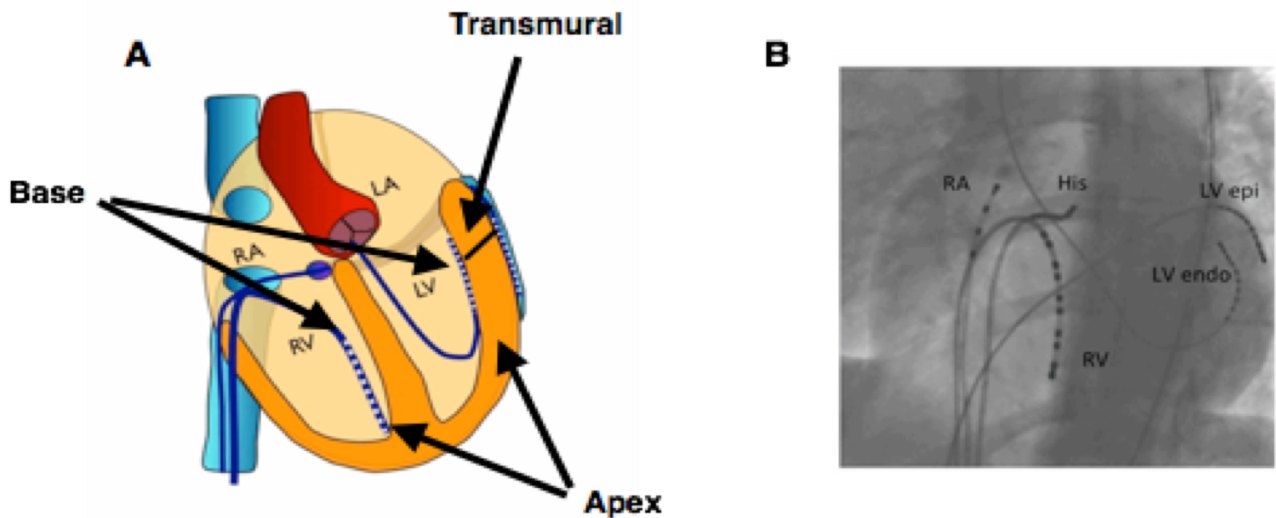 Transmural
A
B
Base
LA
RA
LV
RV
Apex
RA
His
LV epi
LV endo
RV